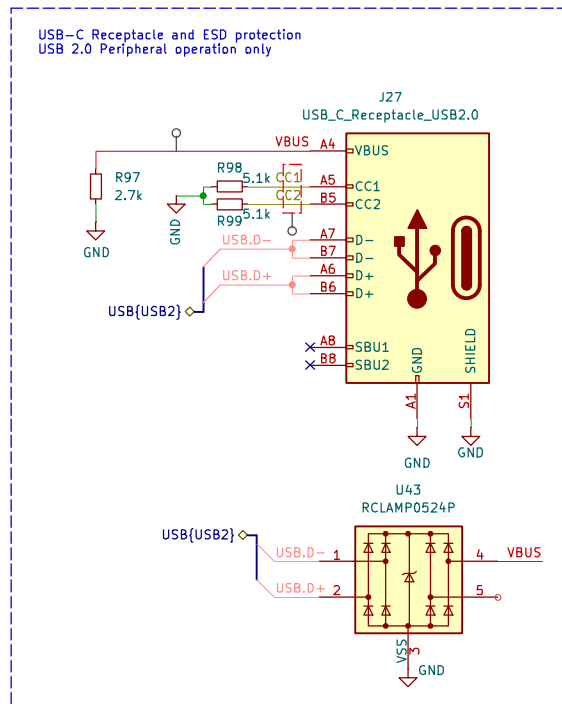 USB-C Receptacle and ESD protection
USB 2.0 Peripheral operation only
J27
USB_C_Receptacle_USB2.0
VBUS A4 VBUS
R97
2.7k
GND
R98
5.1k CC1 A5 CC1
CC2 B5 CC2
R99 5.1k
GND
USB.D- A7 D-
B7 D-
USB.D+ A6 D+
B6 D+
USB{USB2}
A8 SBU1
B8 SBU2
GND
SHIELD
A1
S1
GND
GND
U43
RCLAMP0524P
USB{USB2}
USB.D- 1 4 VBUS
USB.D+ 2 5
VSS
3
GND